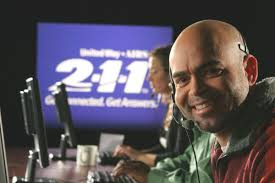 United Way - AIRS
2-1-1
Get Connected. Get Answers.